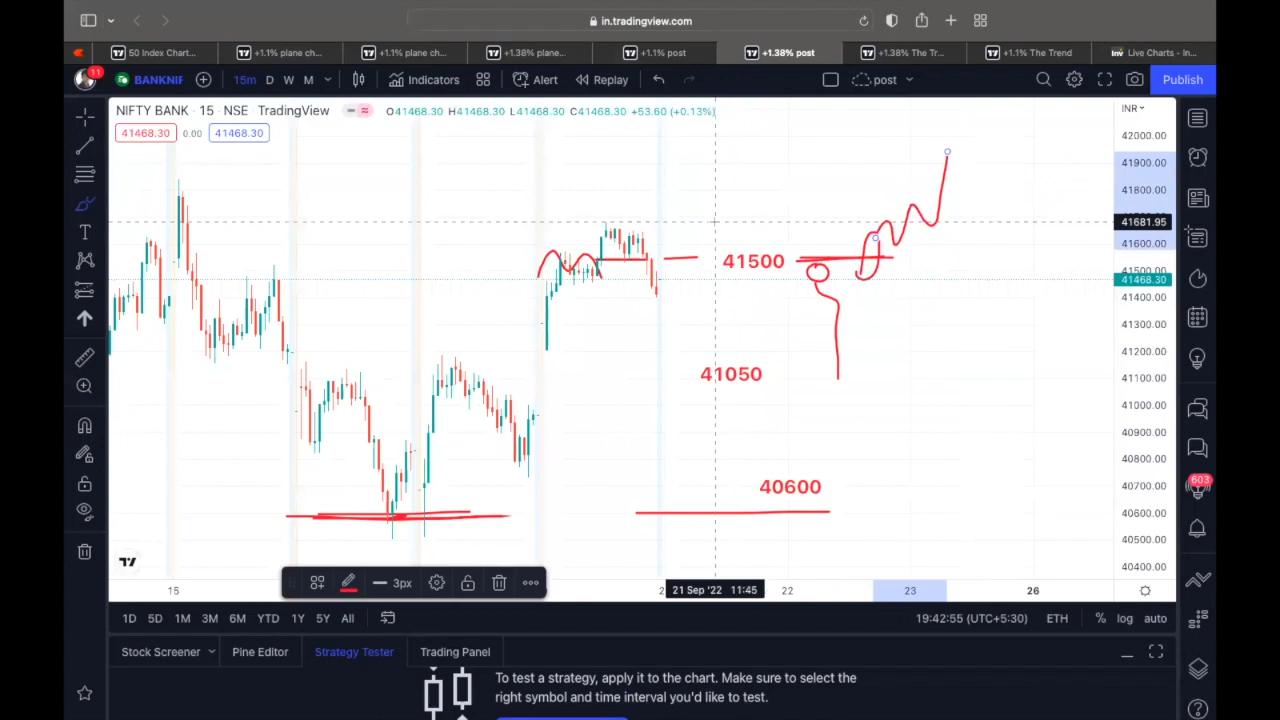 in.tradingview.com
50 Index Chart...
+1.1% plane ch...
+1.1% plane ch...
+1.38% plane...
+1.1% post
+1.38% post
+1.38% The Tr...
+1.1% The Trend
Inv Live Charts - In...
11 BANKNIF 15m D W M Indicators Alert Replay post Publish
NIFTY BANK · 15 · NSE TradingView O41468.30 H41468.30 L41468.30 C41468.30 +53.60 (+0.13%) INR
41468.30 0.00 41468.30
42000.00
41900.00
41800.00
41681.95
41600.00
41500
41500.00
41468.30
41400.00
41300.00
41200.00
41050
41100.00
41000.00
40900.00
40800.00
40600
40700.00
603
40600.00
40500.00
40400.00
3px
15 2 21 Sep '22 11:45 22 23 26
1D 5D 1M 3M 6M YTD 1Y 5Y All 19:42:55 (UTC+5:30) ETH % log auto
Stock Screener Pine Editor Strategy Tester Trading Panel
To test a strategy, apply it to the chart. Make sure to select the
right symbol and time interval you'd like to test.